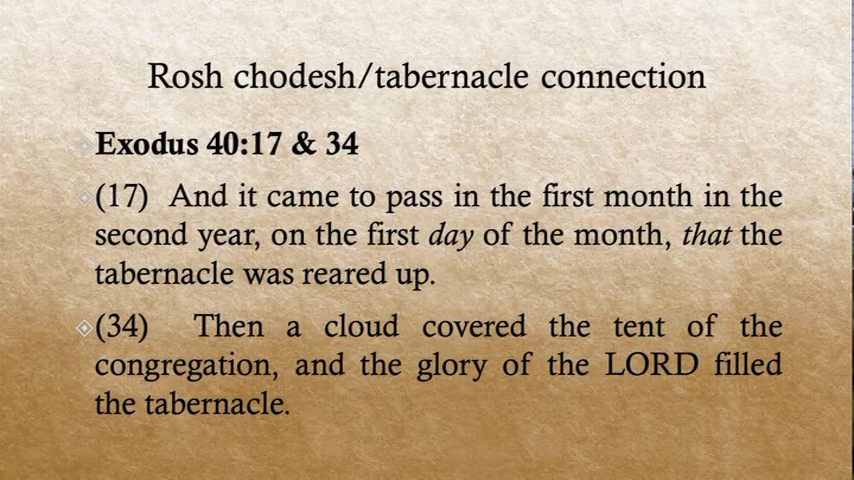 Rosh chodesh/tabernacle connection
Exodus 40:17 & 34
(17) And it came to pass in the first month in the
second year, on the first day of the month, that the
tabernacle was reared up.
(34) Then a cloud covered the tent of the
congregation, and the glory of the LORD filled
the tabernacle.